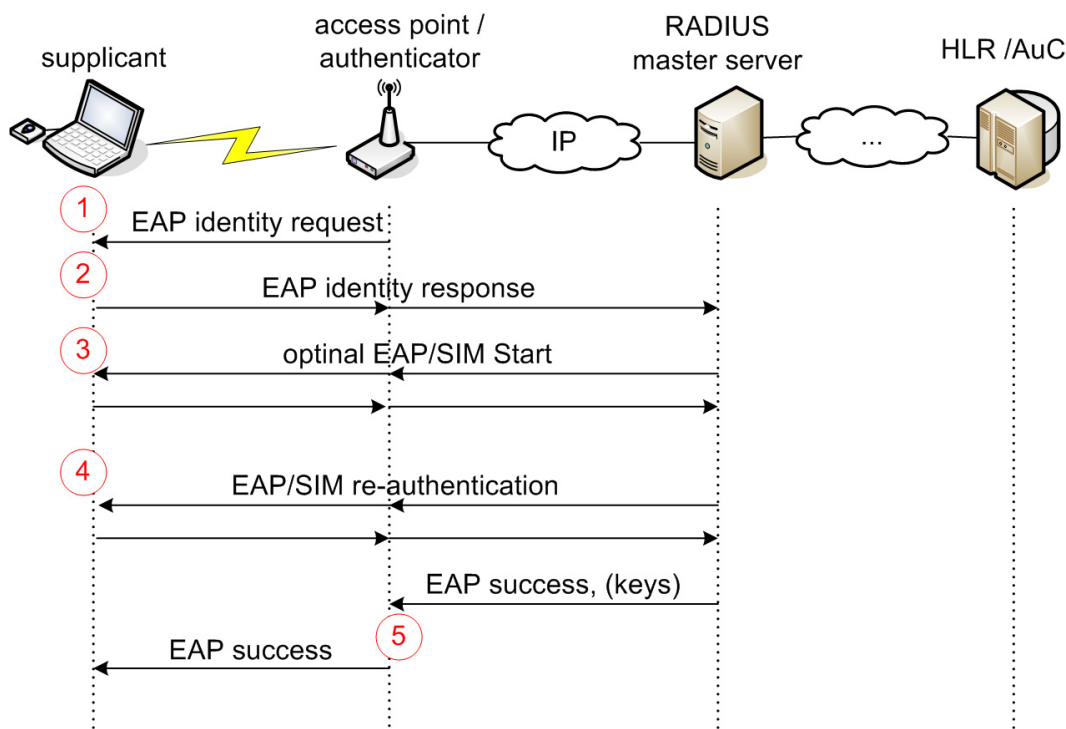 supplicant
access point /
authenticator
RADIUS
master server
HLR /AuC
IP
...
1
EAP identity request
2
EAP identity response
3
optinal EAP/SIM Start
4
EAP/SIM re-authentication
EAP success, (keys)
5
EAP success